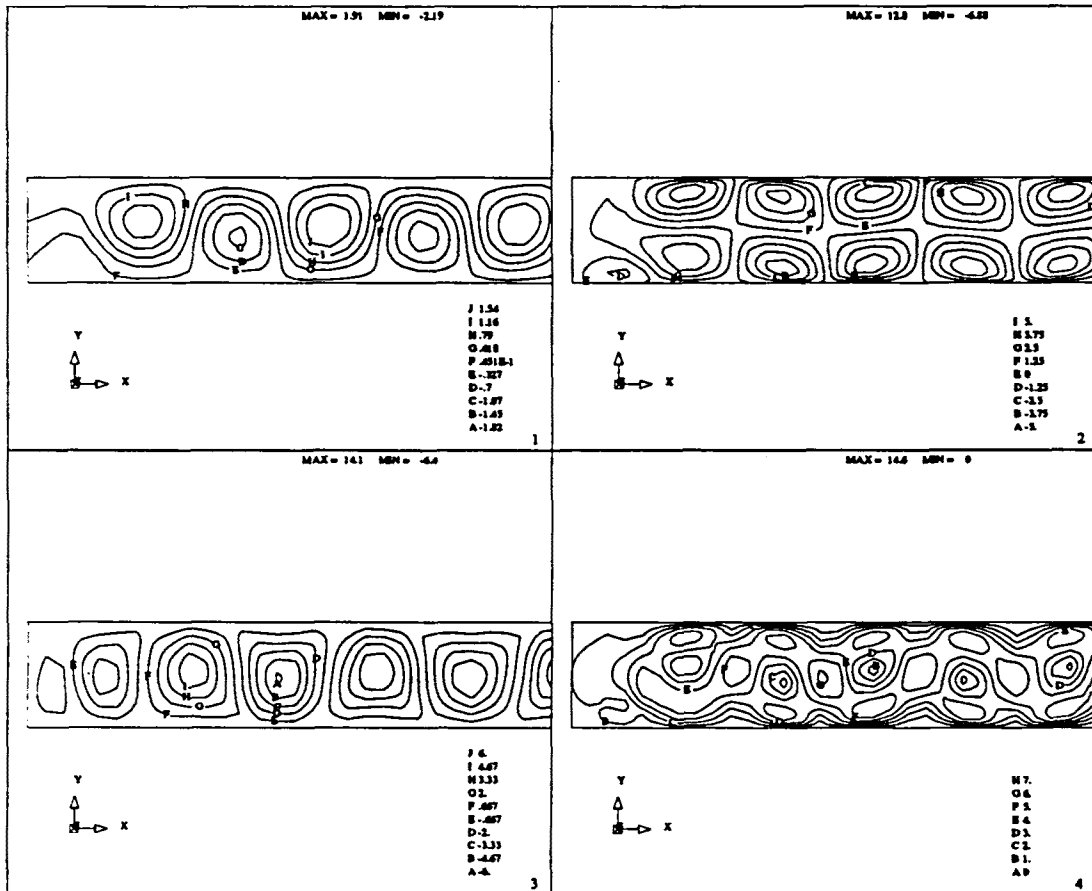 MAX = 1.91 MIN = -2.19
J 1.54
I 1.16
H .79
G .418
F .451E-1
E -.327
D -.7
C -1.07
B -1.45
A -1.82
Y
X
1
MAX = 12.8 MIN = -6.88
I 5.
H 3.75
G 2.5
F 1.25
E 0
D -1.25
C -2.5
B -3.75
A -5.
Y
X
2
MAX = 14.1 MIN = -6.4
J 6.
I 4.67
H 3.33
G 2.
F .667
E -.667
D -2.
C -3.33
B -4.67
A -6.
Y
X
3
MAX = 14.6 MIN = 0
H 7.
G 6.
F 5.
E 4.
D 3.
C 2.
B 1.
A 0
Y
X
4